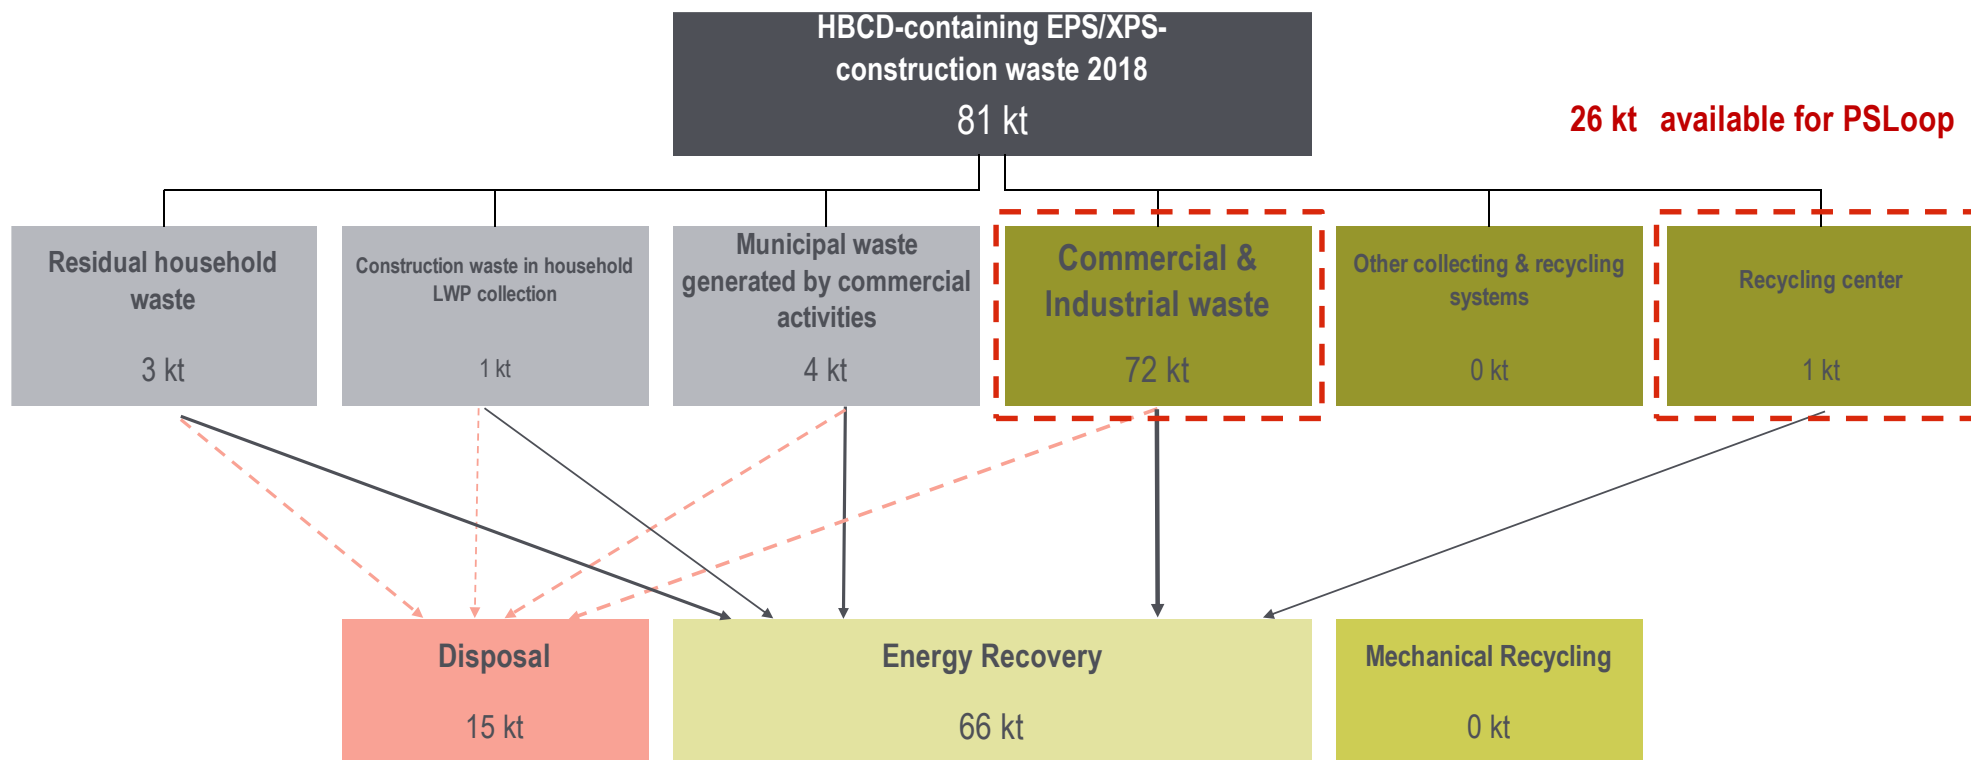 HBCD-containing EPS/XPS-
construction waste 2018
81 kt
26 kt available for PSLoop
Residual household
waste
3 kt
Construction waste in household
LWP collection
1 kt
Municipal waste
generated by commercial
activities
4 kt
Commercial &
Industrial waste
72 kt
Other collecting & recycling
systems
0 kt
Recycling center
1 kt
Disposal
15 kt
Energy Recovery
66 kt
Mechanical Recycling
0 kt